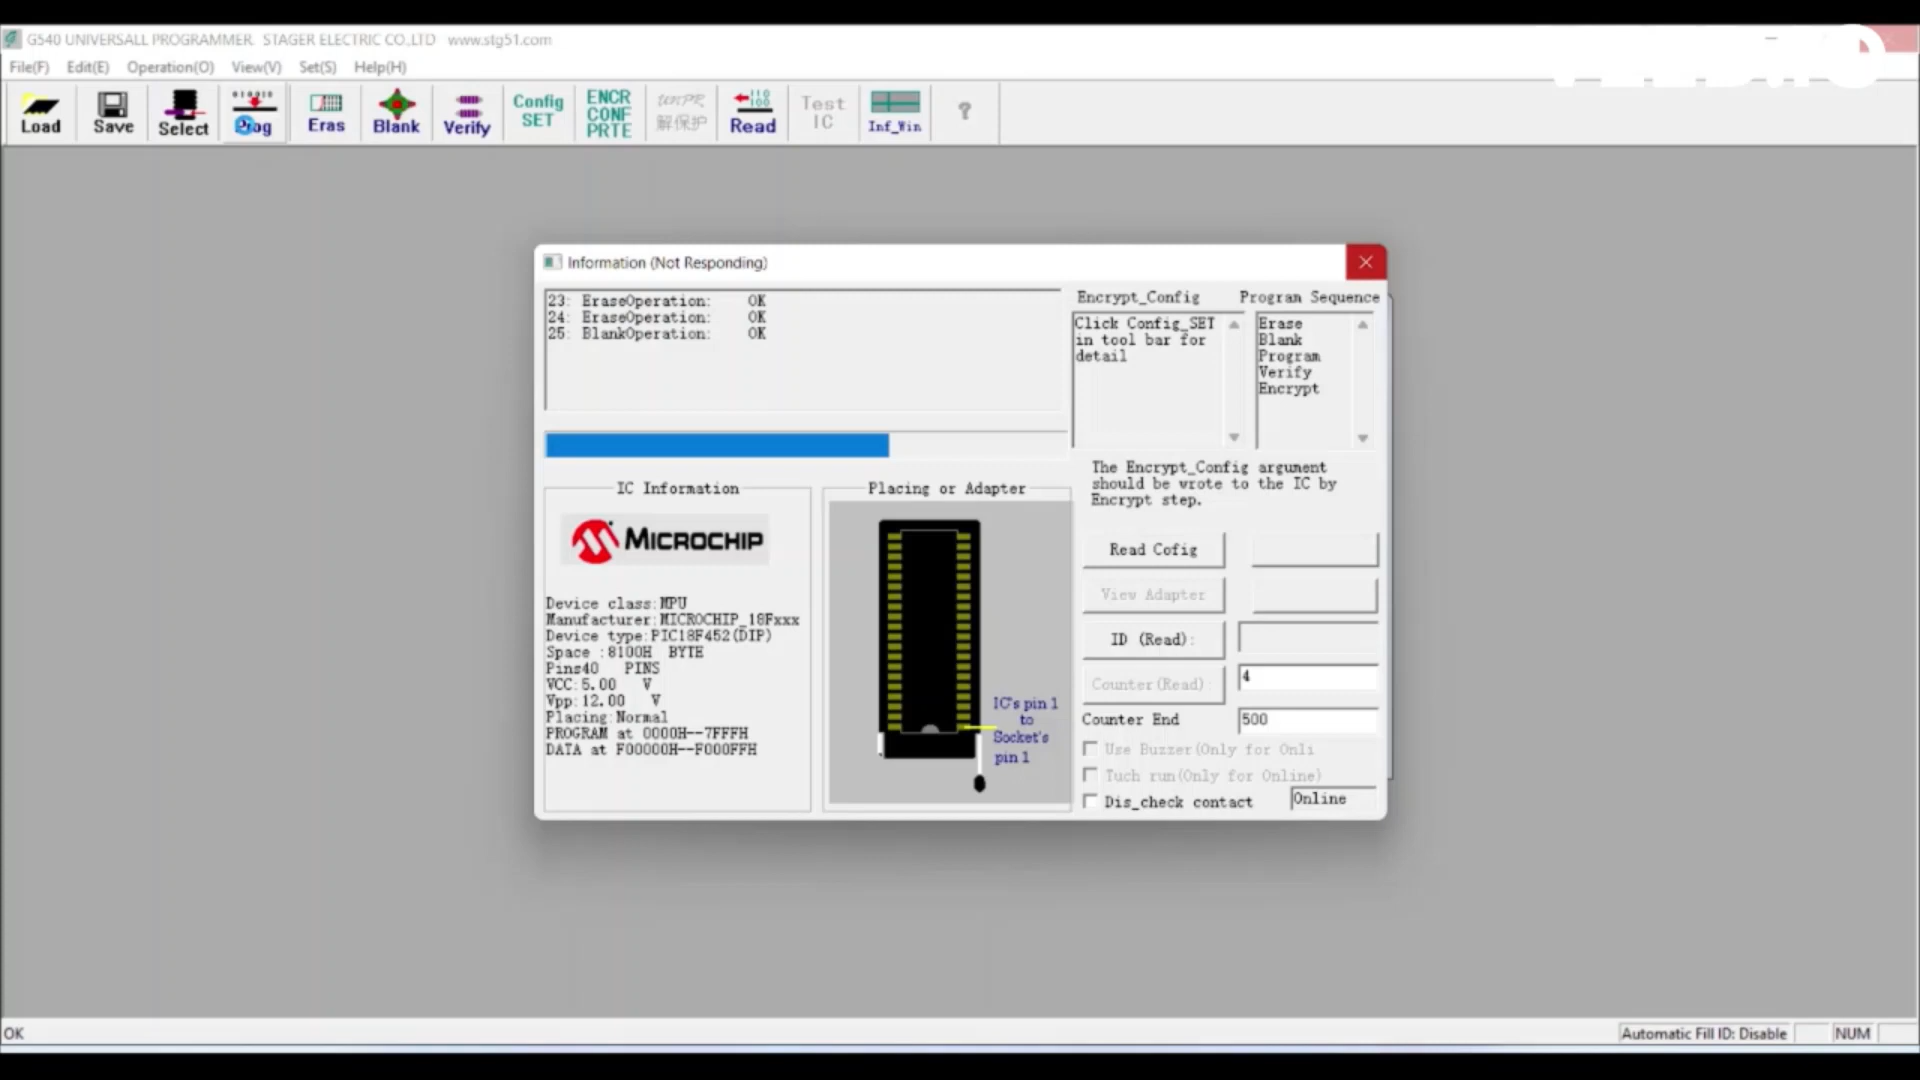 G540 UNIVERSALL PROGRAMMER STAGER ELECTRIC CO,.LTD www.stg51.com
File(F) Edit(E) Operation(O) View(V) Set(S) Help(H)
Load
Save
Select
010010
Prog
Eras
Blank
Verify
Config
SET
ENCR
CONF
PRTE
解保护
110
100
Read
Test
IC
Inf_Win
?
Information (Not Responding)
23: EraseOperation: OK
24: EraseOperation: OK
25: BlankOperation: OK
Encrypt_Config
Click Config_SET
in tool bar for
detail
Program Sequence
Erase
Blank
Program
Verify
Encrypt
The Encrypt_Config argument
should be wrote to the IC by
Encrypt step.
IC Information
MICROCHIP
Device class:MPU
Manufacturer:MICROCHIP_18Fxxx
Device type:PIC18F452(DIP)
Space :8100H BYTE
Pins40 PINS
VCC:5.00 V
Vpp:12.00 V
Placing:Normal
PROGRAM at 0000H--7FFFH
DATA at F00000H--F000FFH
Placing or Adapter
IC's pin 1
to
Socket's
pin 1
Read Cofig
View Adapter
ID (Read):
Counter(Read):
4
Counter End
500
Use Buzzer(Only for Onli
Tuch run(Only for Online)
Dis_check contact
Online
OK
Automatic Fill ID: Disable
NUM